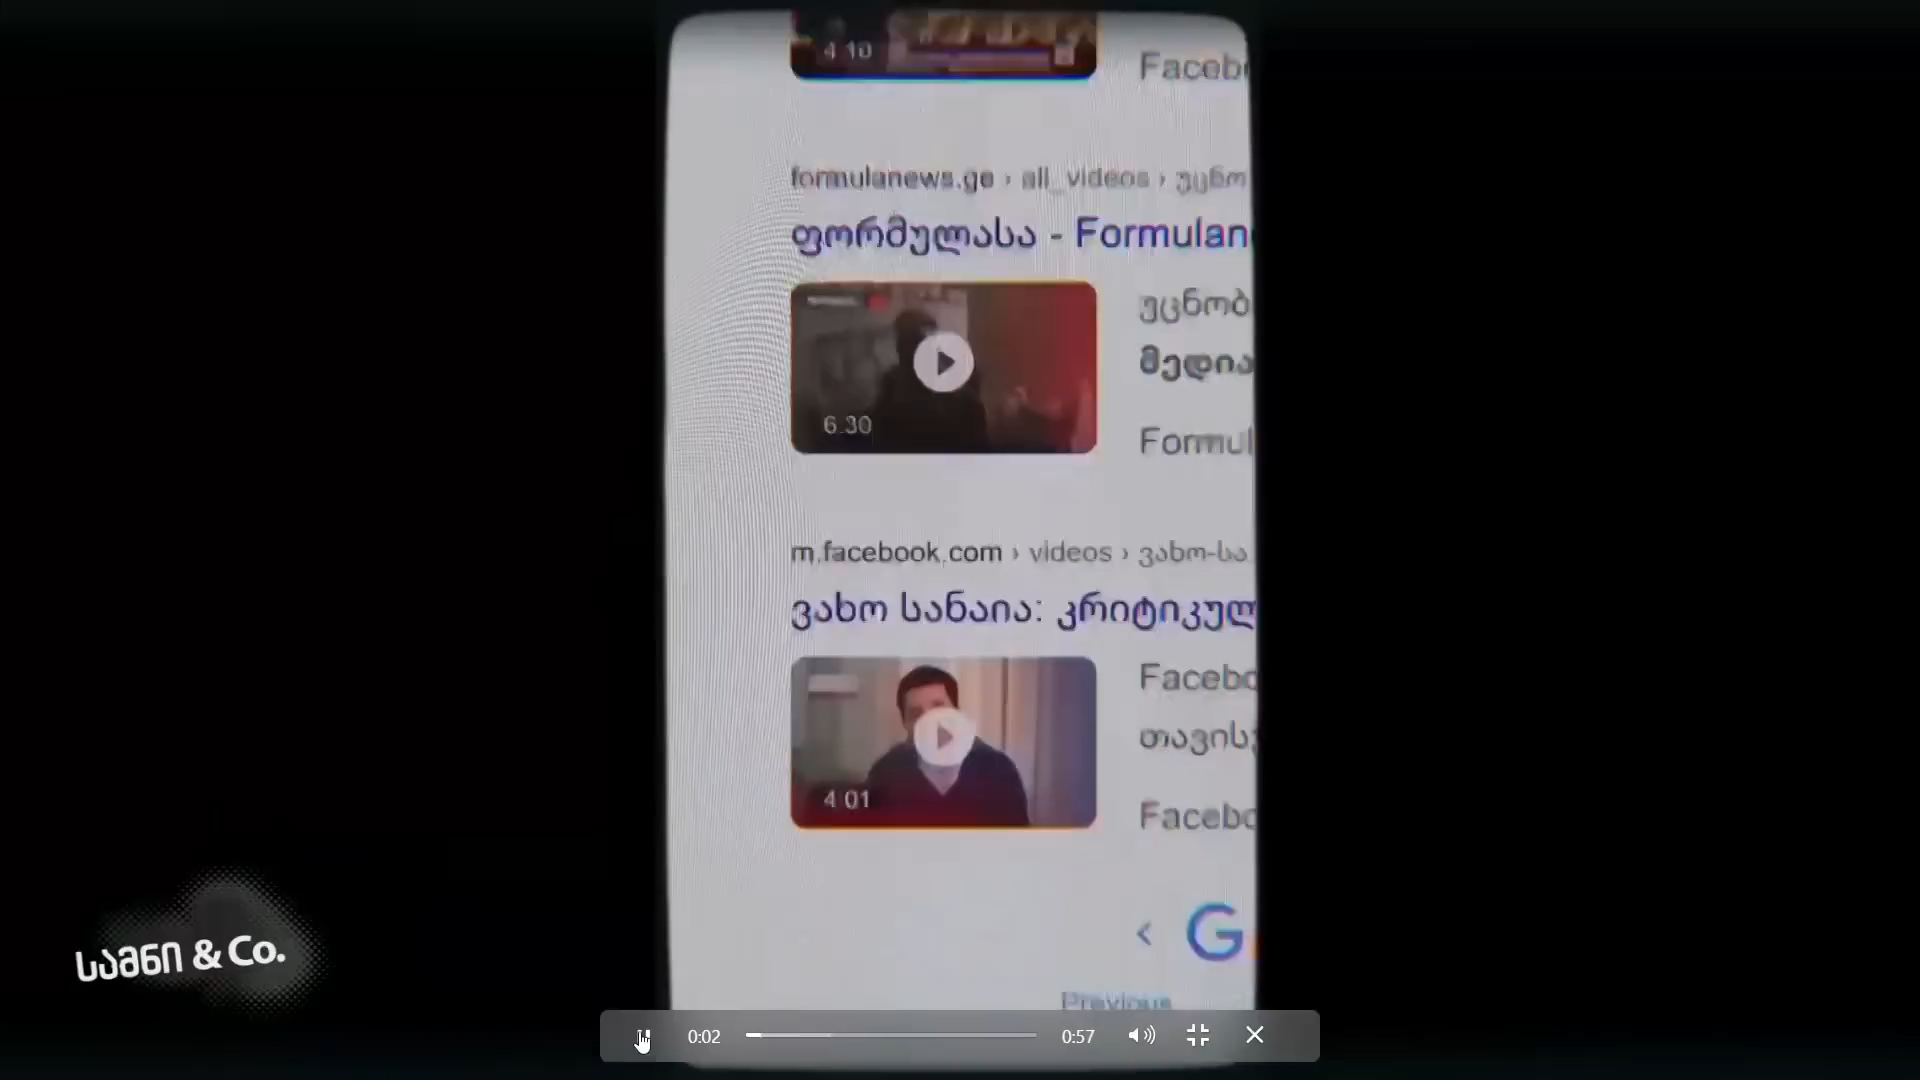 4:10
Faceb
formulanews.ge › all_videos › უცნო
ფორმულასა - Formulan
უცნობ
მედია
6:30
Formul
m.facebook.com › videos › ვახო-სა
ვახო სანაია: კრიტიკულ
Facebo
თავის
4:01
Facebo
სამნი & Co.
< G
Previous
0:02
0:57